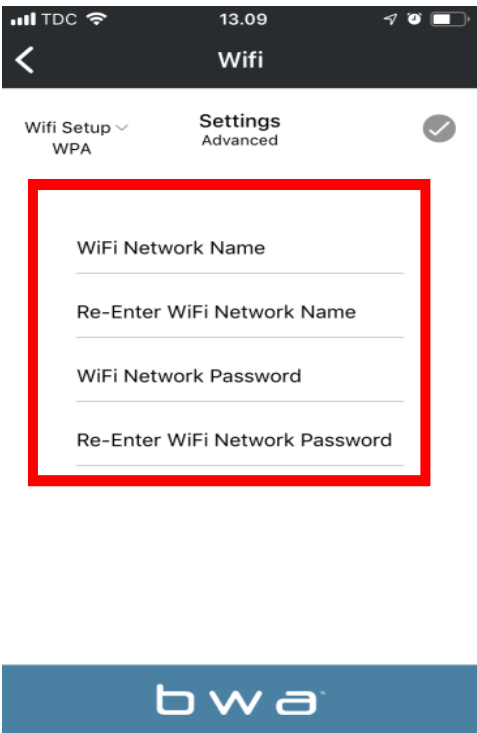 TDC 13.09
Wifi
Wifi Setup Settings
WPA Advanced
WiFi Network Name
Re-Enter WiFi Network Name
WiFi Network Password
Re-Enter WiFi Network Password
bwa